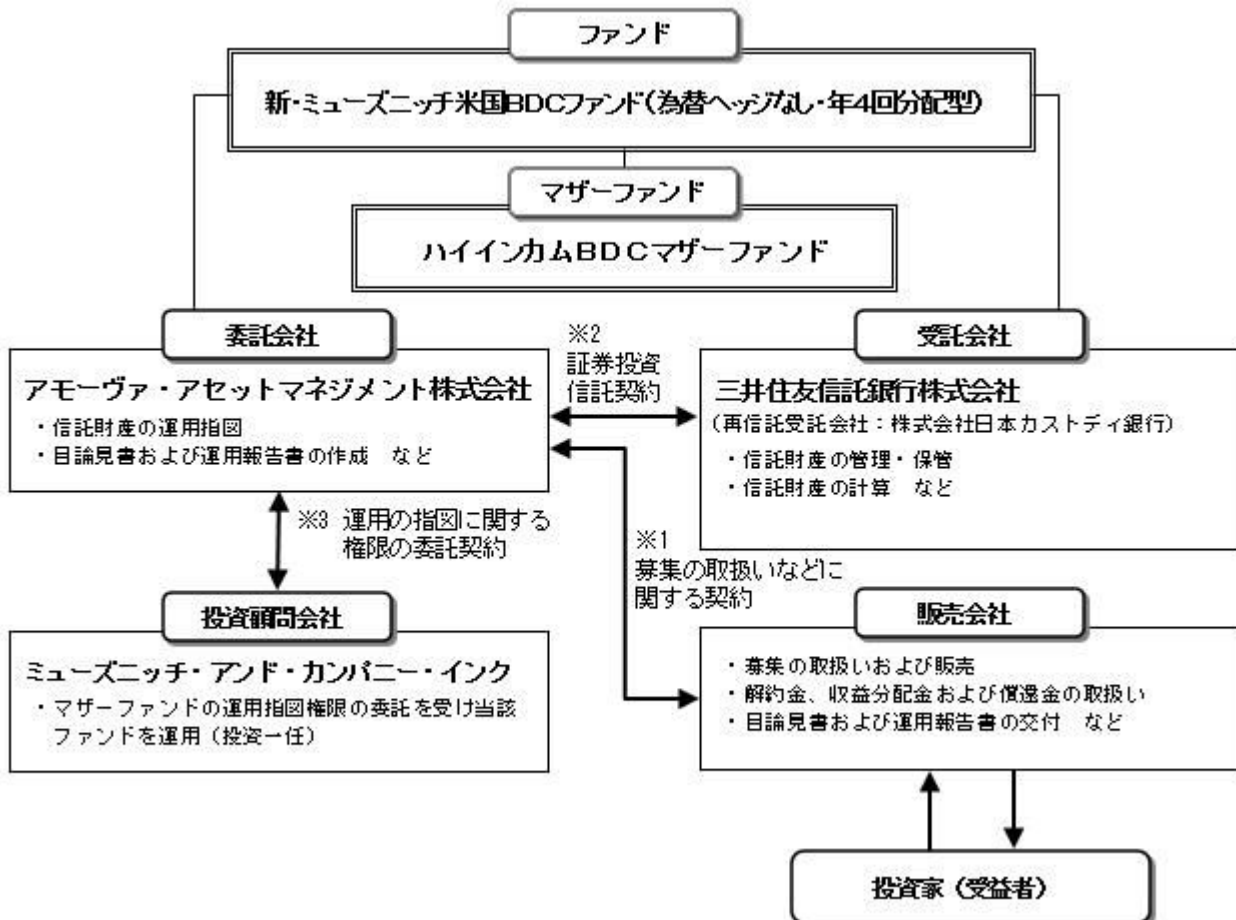 ファンド
新・ミューズニッチ米国BDCファンド(為替ヘッジなし・年4回分配型)
マザーファンド
ハイインカムBDCマザーファンド
委託会社
アモーヴァ・アセットマネジメント株式会社
・信託財産の運用指図
・目論見書および運用報告書の作成 など
※2
証券投資
信託契約
受託会社
三井住友信託銀行株式会社
(再信託受託会社:株式会社日本カストディ銀行)
・信託財産の管理・保管
・信託財産の計算 など
※3 運用の指図に関する
権限の委託契約
※1
募集の取扱いなどに
関する契約
投資顧問会社
ミューズニッチ・アンド・カンパニー・インク
・マザーファンドの運用指図権限の委託を受け当該
ファンドを運用(投資一任)
販売会社
・募集の取扱いおよび販売
・解約金、収益分配金および償還金の取扱い
・目論見書および運用報告書の交付 など
投資家(受益者)